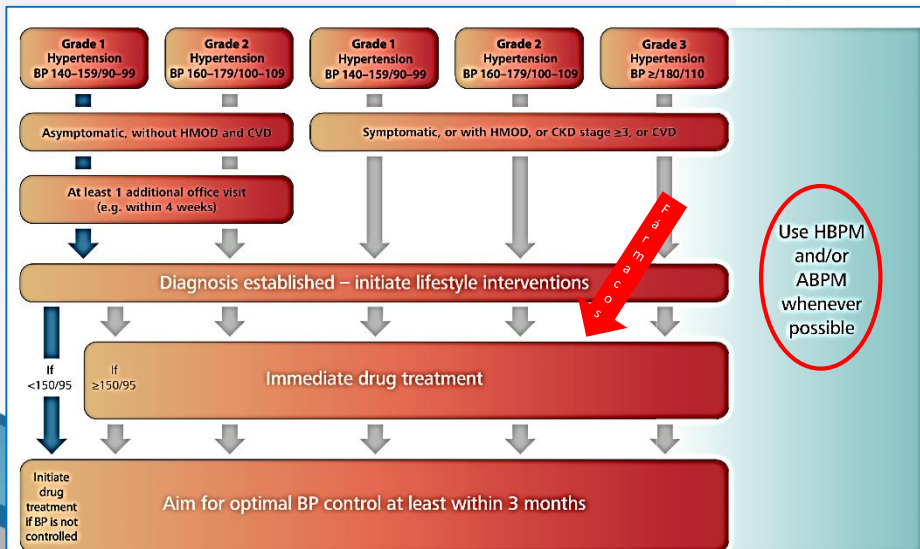 Grade 1
Hypertension
BP 140–159/90–99
Grade 2
Hypertension
BP 160–179/100–109
Grade 1
Hypertension
BP 140–159/90–99
Grade 2
Hypertension
BP 160–179/100–109
Grade 3
Hypertension
BP ≥/180/110
Asymptomatic, without HMOD and CVD
Symptomatic, or with HMOD, or CKD stage ≥3, or CVD
At least 1 additional office visit
(e.g. within 4 weeks)
Fármacos
Use HBPM
and/or
ABPM
whenever
possible
Diagnosis established – initiate lifestyle interventions
If
<150/95
If
≥150/95
Immediate drug treatment
Initiate
drug
treatment
if BP is not
controlled
Aim for optimal BP control at least within 3 months